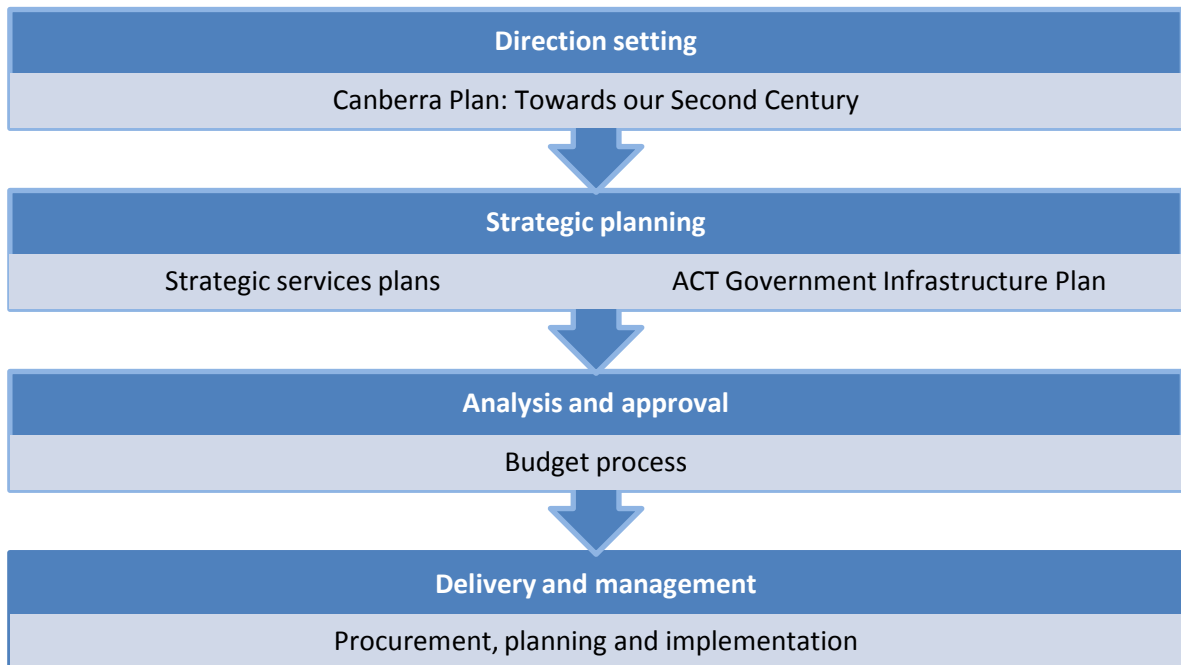 Direction setting
Canberra Plan: Towards our Second Century
Strategic planning
Strategic services plans
ACT Government Infrastructure Plan
Analysis and approval
Budget process
Delivery and management
Procurement, planning and implementation